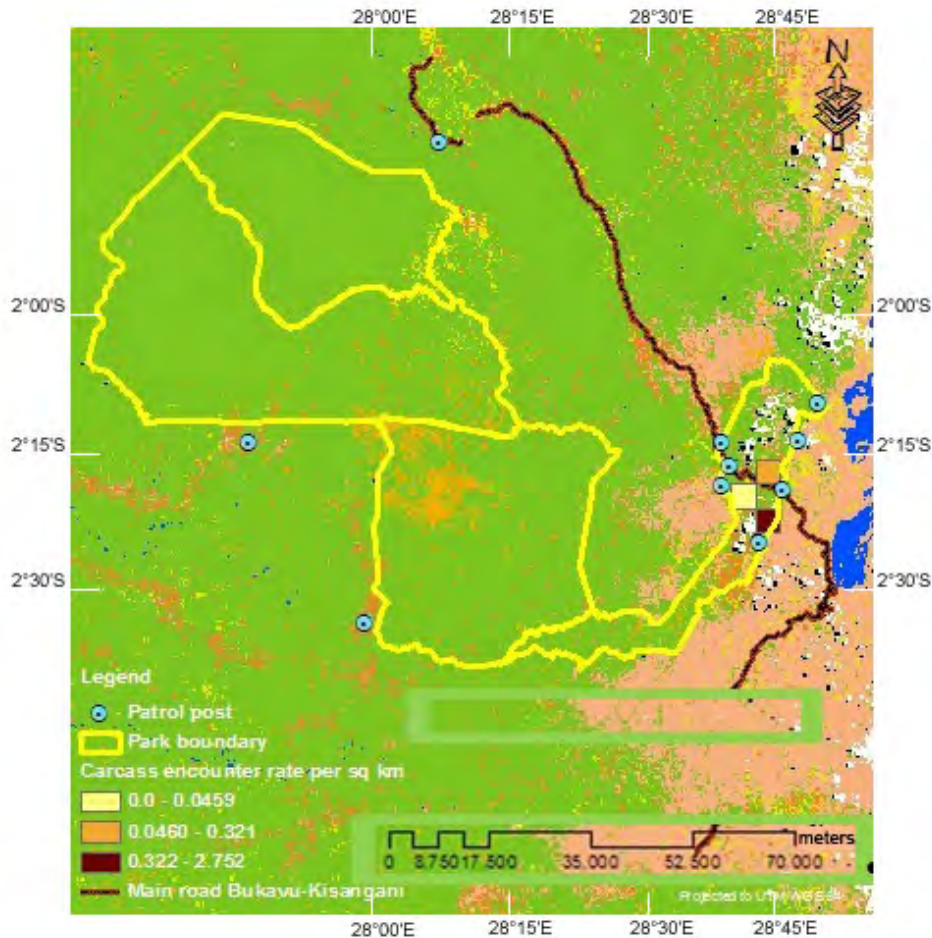 28°00'E 28°15'E 28°30'E 28°45'E
N
2°00'S 2°00'S
2°15'S 2°15'S
2°30'S 2°30'S
Legend
Patrol post
Park boundary
Carcass encounter rate per sq km
0.0 - 0.0459
0.0460 - 0.321
0.322 - 2.752
Main road Bukavu-Kisangani
meters
0 8.750 17.500 35.000 52.500 70.000
Projected to UTM WGS 84
28°00'E 28°15'E 28°30'E 28°45'E